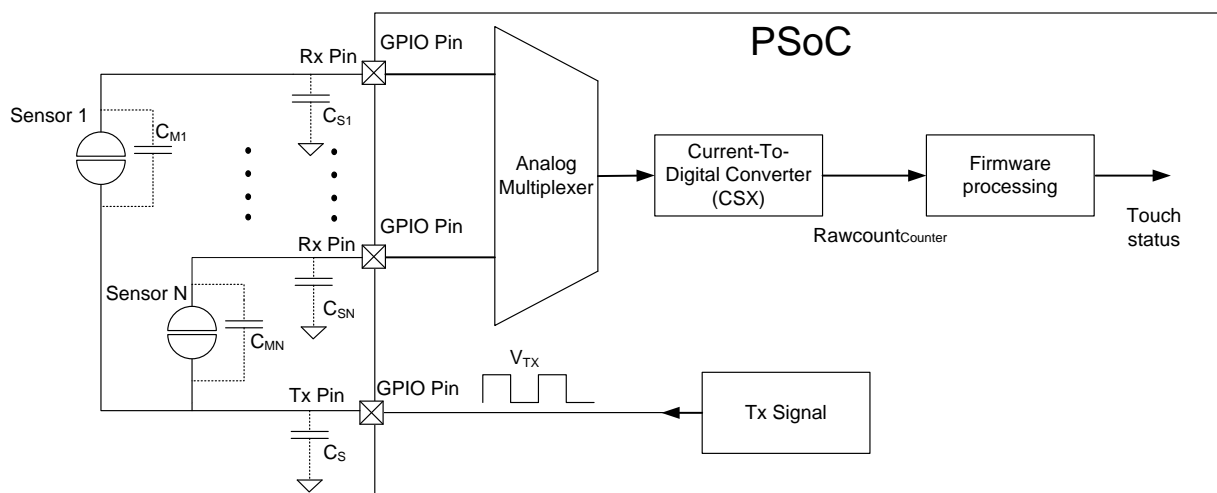 PSoC
GPIO Pin
Rx Pin
Sensor 1
CM1
CS1
Analog
Multiplexer
Current-To-
Digital Converter
(CSX)
Firmware
processing
RawcountCounter
Touch
status
GPIO Pin
Rx Pin
Sensor N
CMN
CSN
VTX
Tx Pin
GPIO Pin
Tx Signal
CS